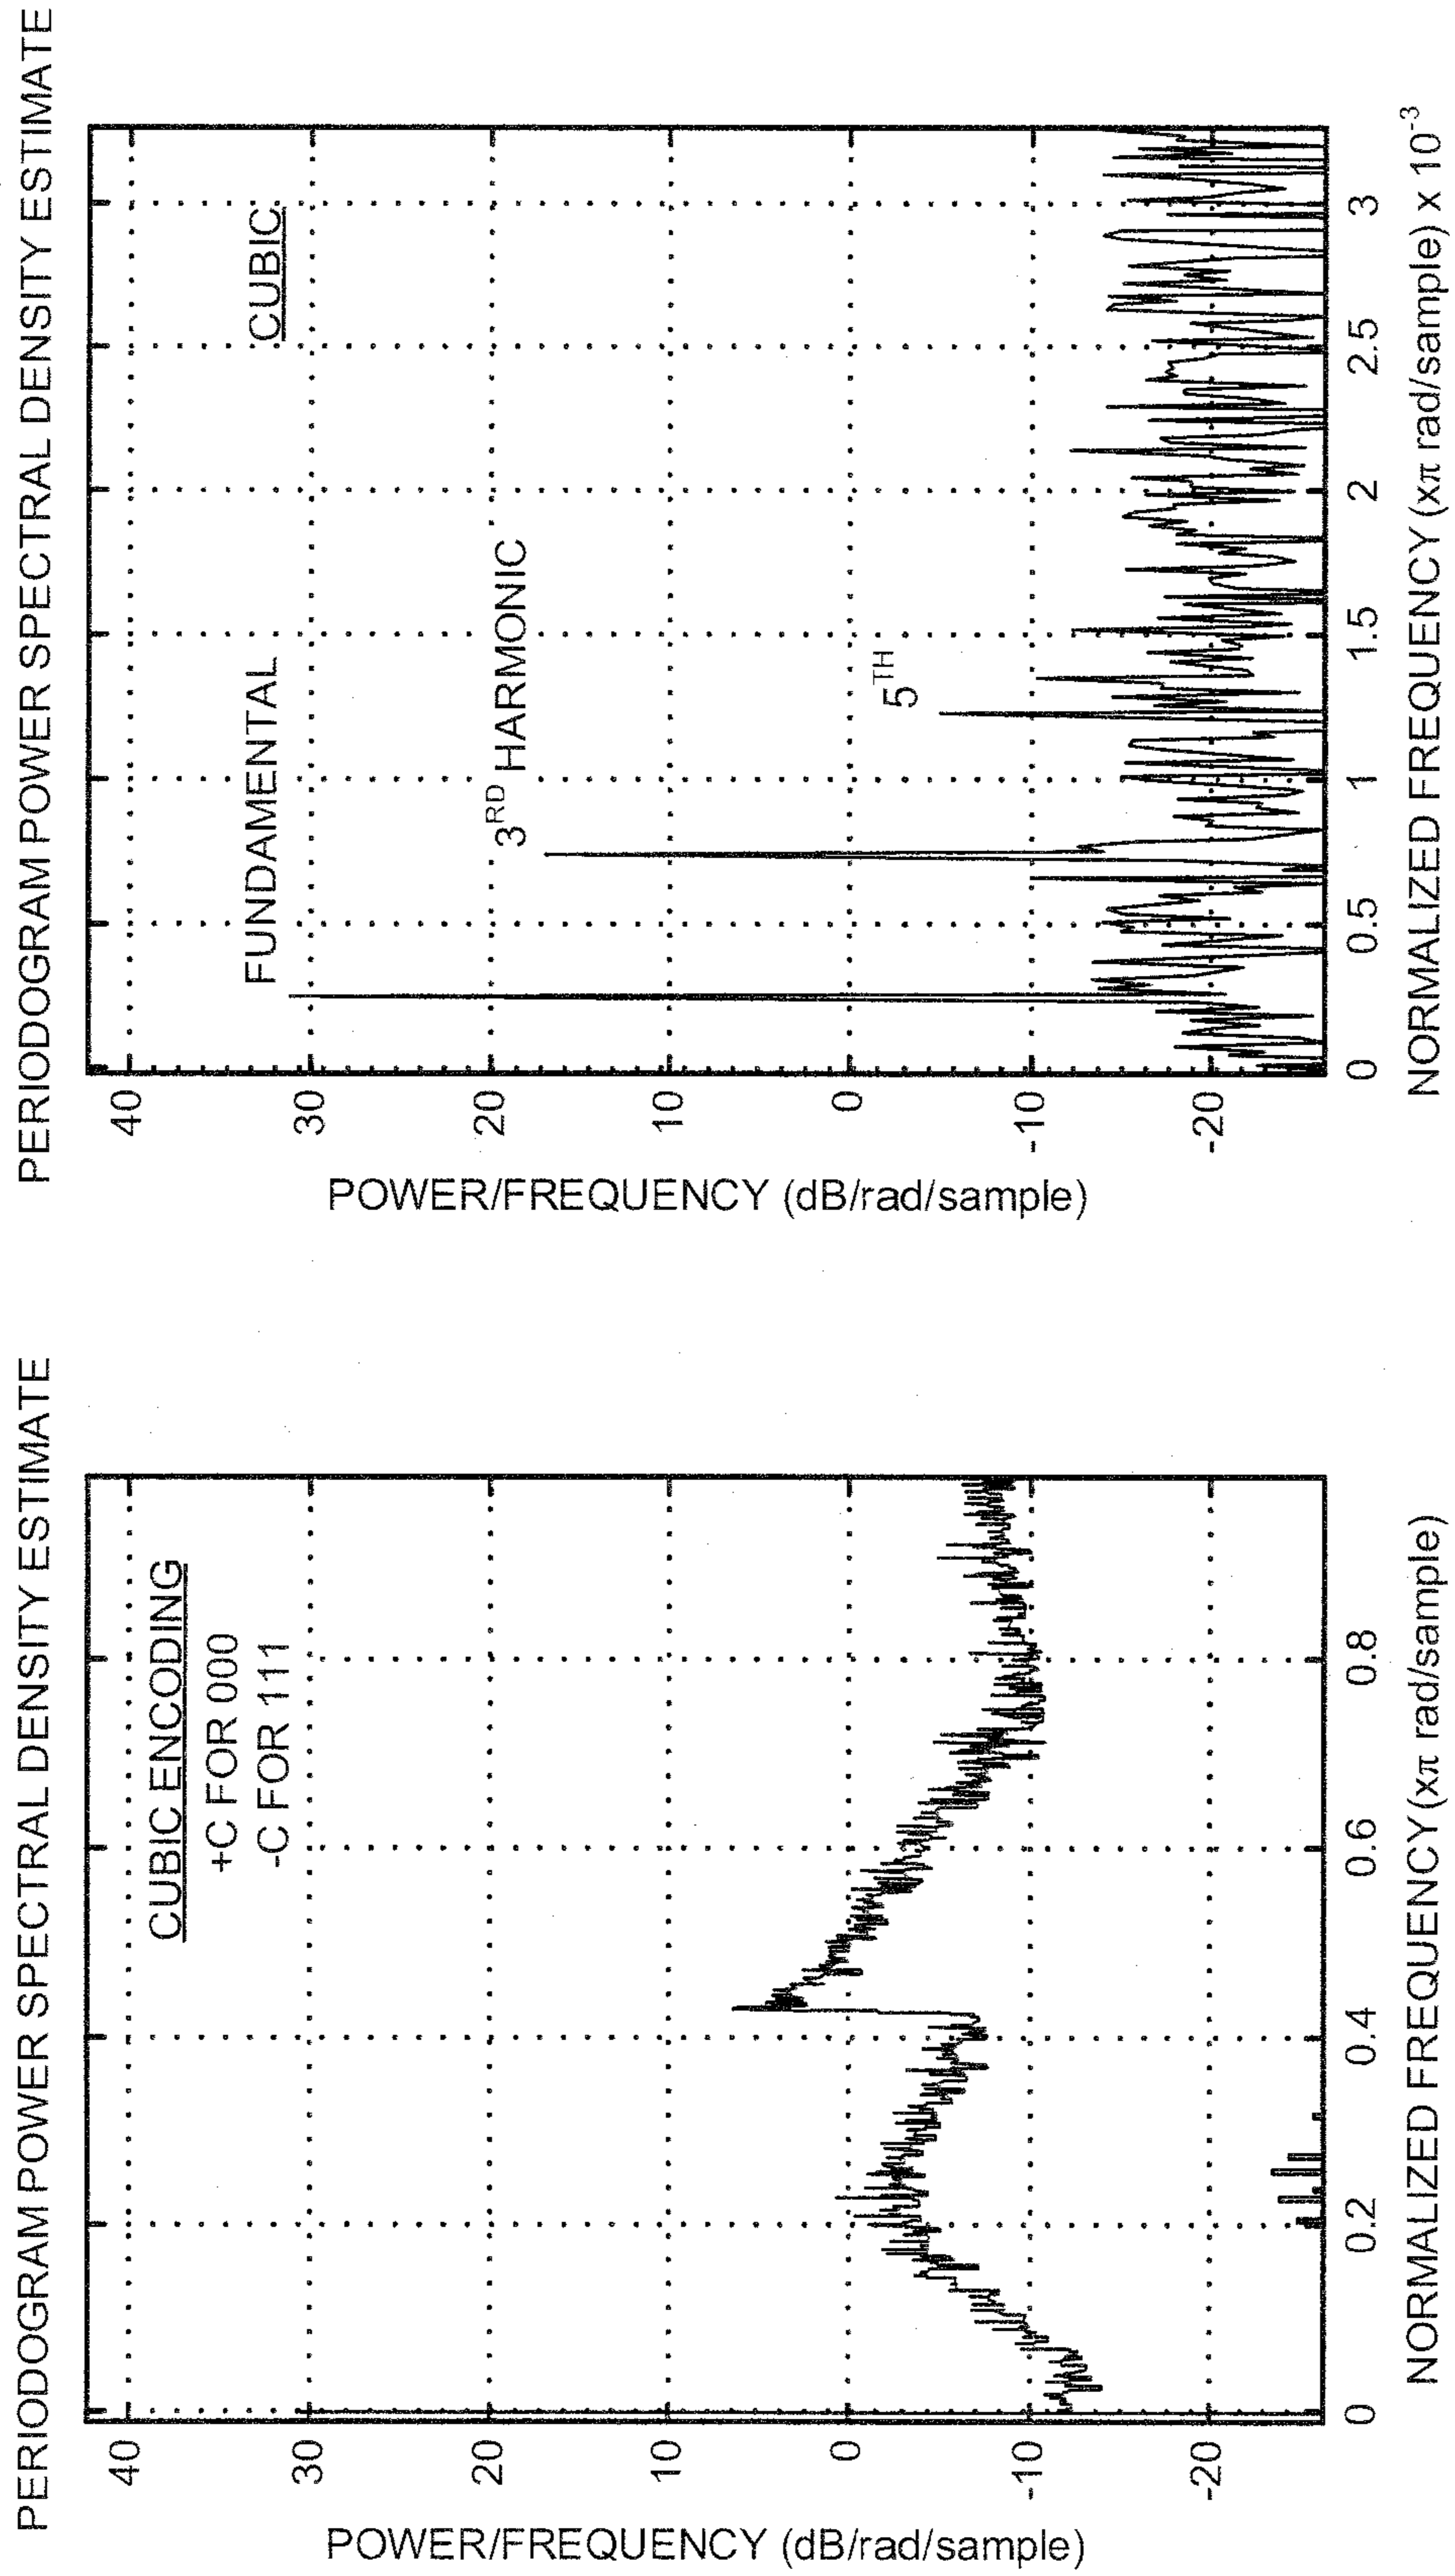 PERIODOGRAM POWER SPECTRAL DENSITY ESTIMATE
CUBIC ENCODING
+C FOR 000
-C FOR 111
40
30
20
10
0
-10
-20
POWER/FREQUENCY (dB/rad/sample)
0
0.2
0.4
0.6
0.8
NORMALIZED FREQUENCY (xπ rad/sample)
PERIODOGRAM POWER SPECTRAL DENSITY ESTIMATE
CUBIC
FUNDAMENTAL
3RD HARMONIC
5TH
40
30
20
10
0
-10
-20
POWER/FREQUENCY (dB/rad/sample)
0
0.5
1
1.5
2
2.5
3
NORMALIZED FREQUENCY (xπ rad/sample) x 10-3